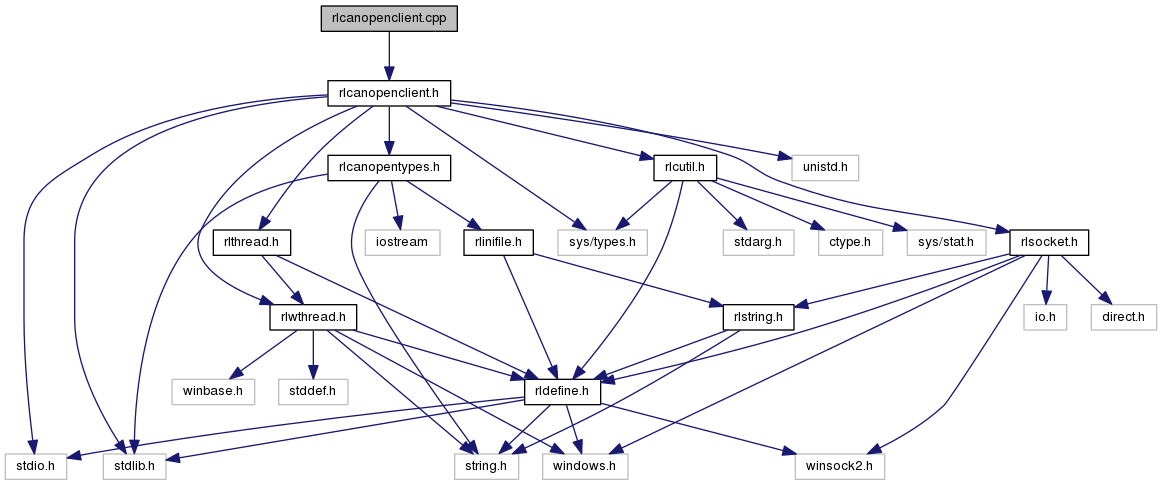 rlcanopenclient.cpp
rlcanopenclient.h
rlcanopentypes.h
rlcutil.h
unistd.h
rlthread.h
iostream
rlinifile.h
sys/types.h
stdarg.h
ctype.h
sys/stat.h
rlsocket.h
rlwthread.h
rlstring.h
io.h
direct.h
winbase.h
stddef.h
rldefine.h
stdio.h
stdlib.h
string.h
windows.h
winsock2.h